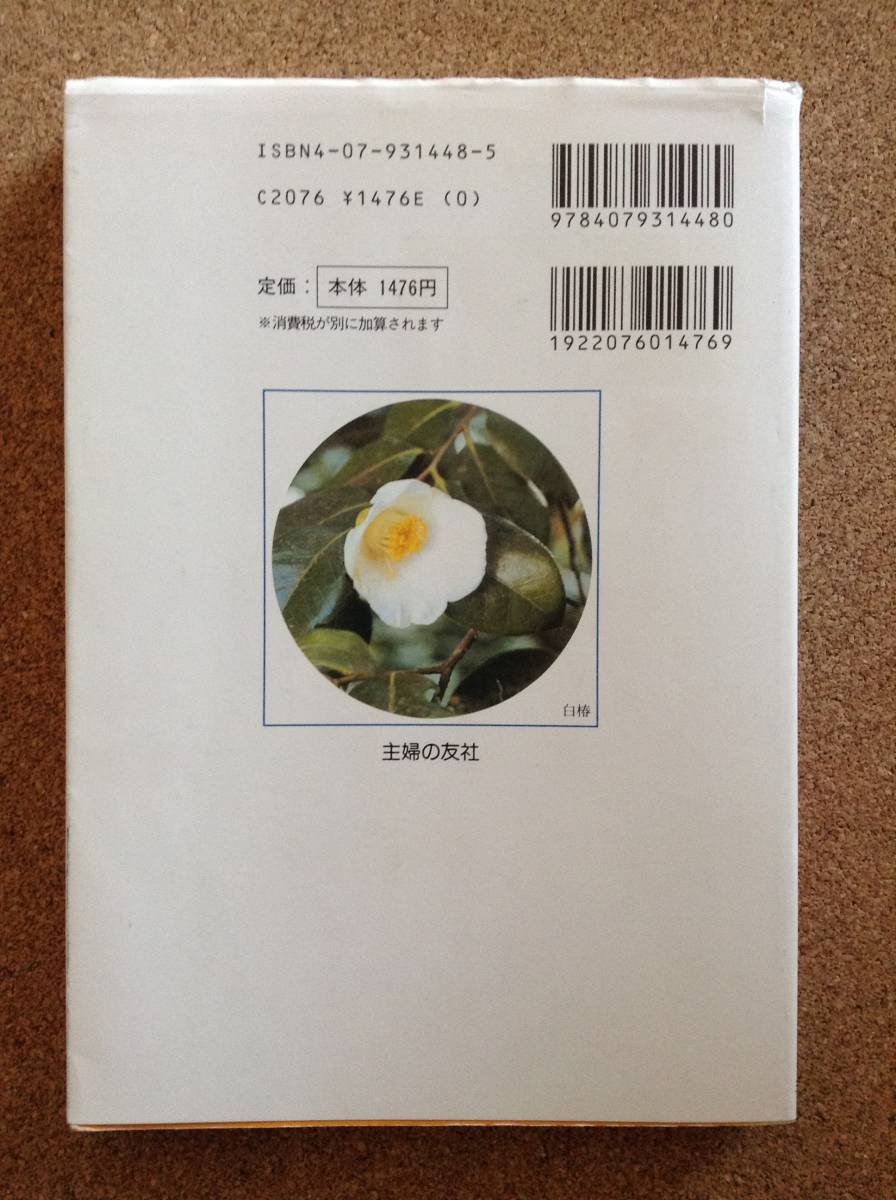 ISBN4-07-931448-5
C2076 ¥1476E (0)
9784079314480
定価： 本体 1476円
※消費税が別に加算されます
1922076014769
白椿
主婦の友社